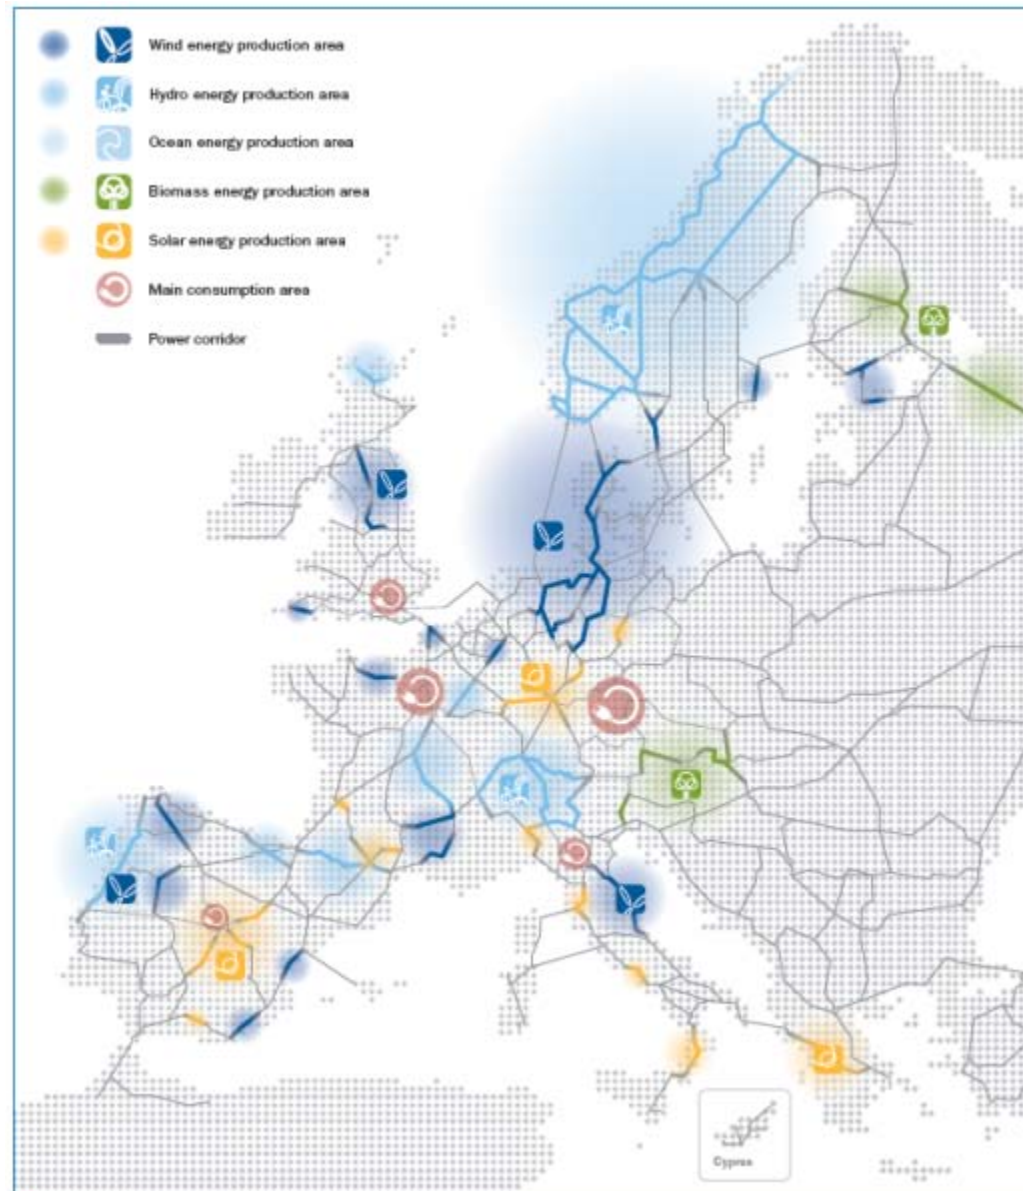 Wind energy production area
Hydro energy production area
Ocean energy production area
Biomass energy production area
Solar energy production area
Main consumption area
Power corridor
Cyprus